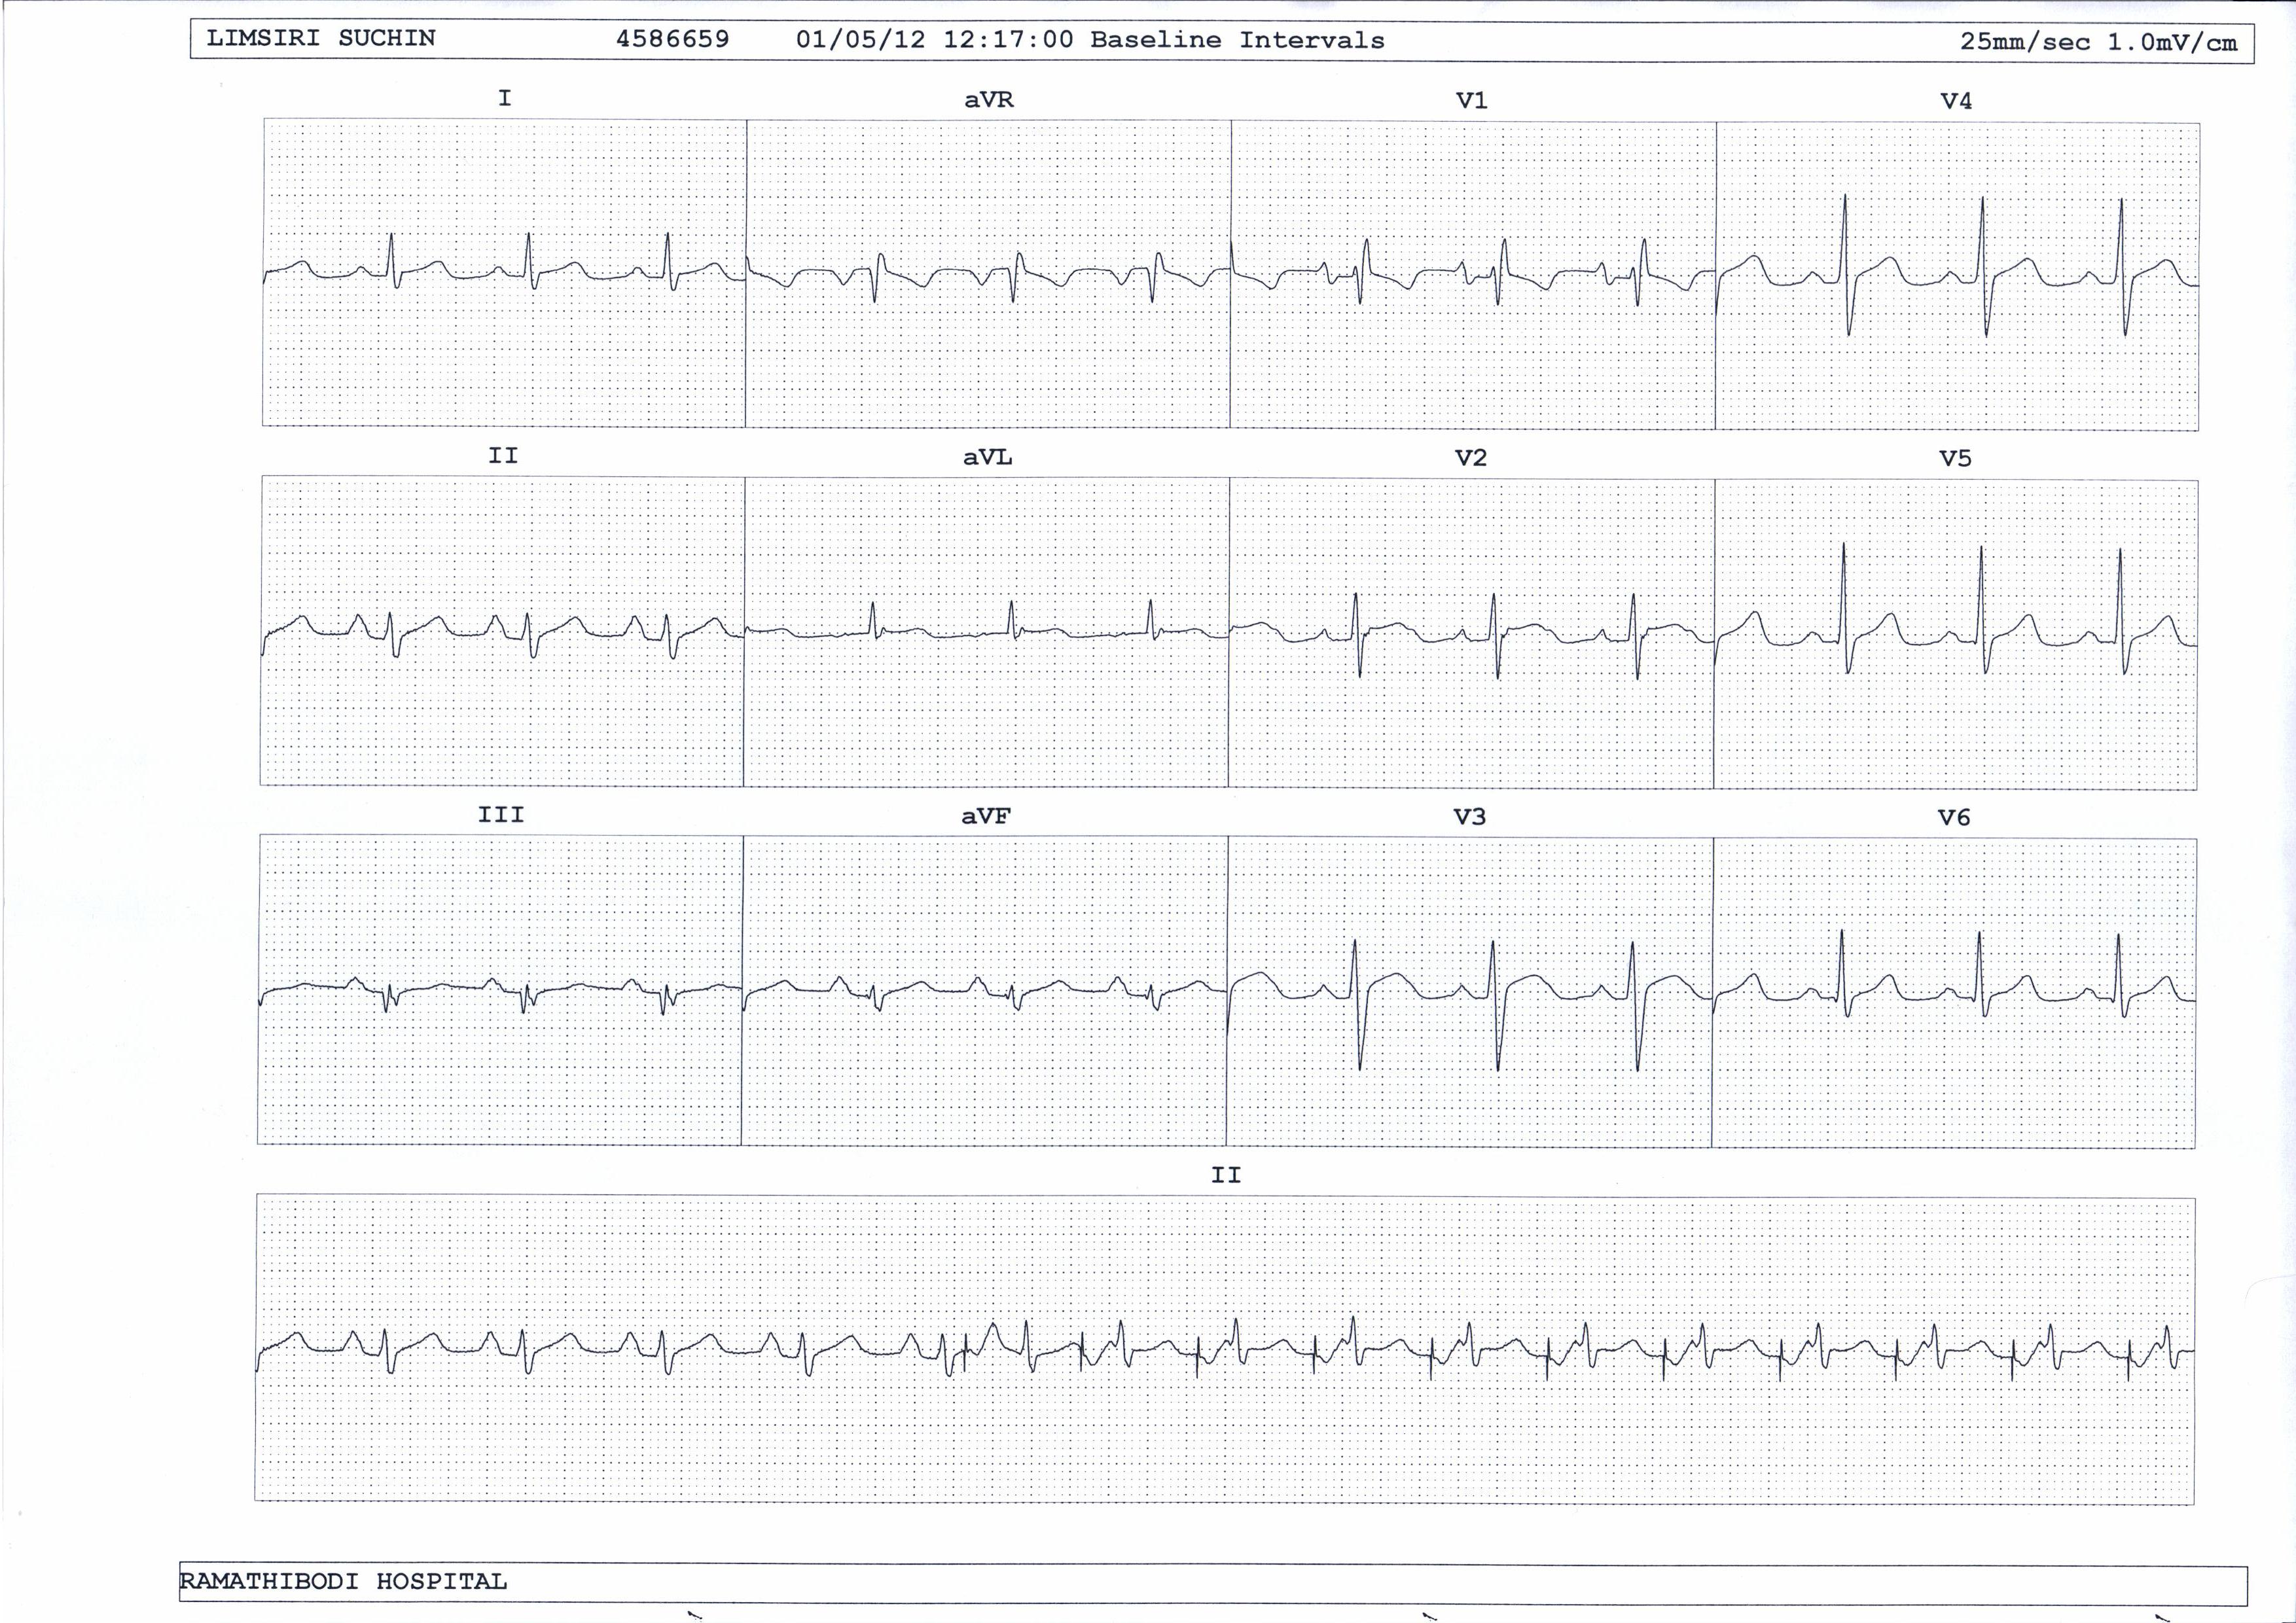 LIMSIRI SUCHIN 4586659 01/05/12 12:17:00 Baseline Intervals 25mm/sec 1.0mV/cm
I aVR V1 V4
II aVL V2 V5
III aVF V3 V6
II
RAMATHIBODI HOSPITAL